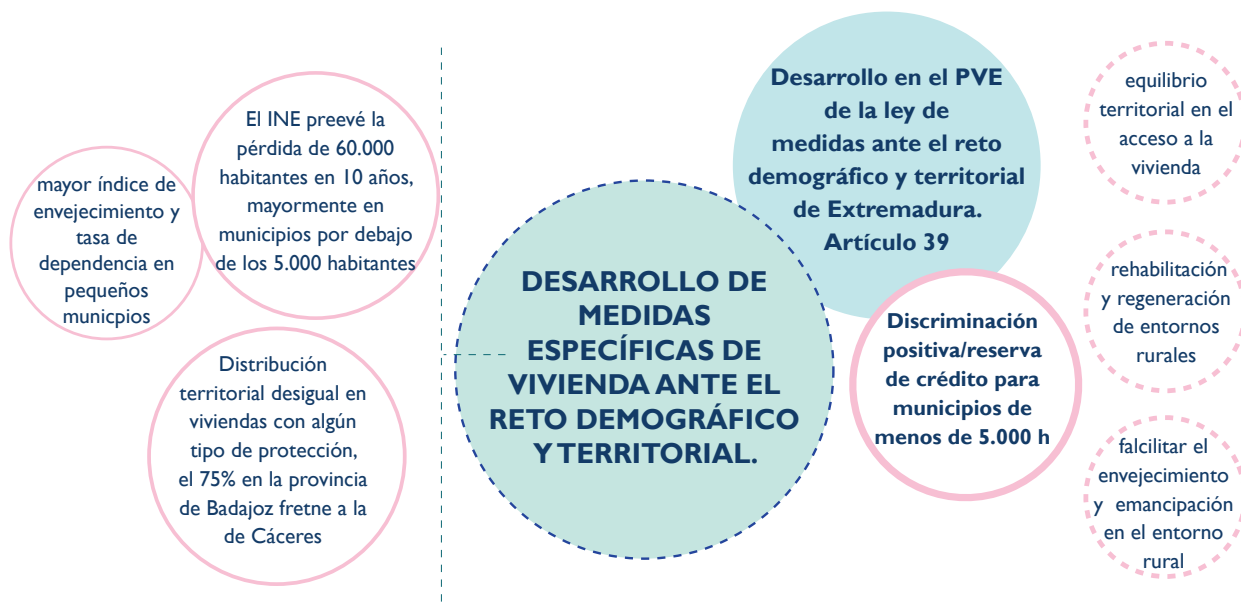 mayor índice de
envejecimiento y
tasa de
dependencia en
pequeños
municpios
El INE preevé la
pérdida de 60.000
habitantes en 10 años,
mayormente en
municipios por debajo
de los 5.000 habitantes
Distribución
territorial desigual en
viviendas con algún
tipo de protección,
el 75% en la provincia
de Badajoz fretne a la
de Cáceres
DESARROLLO DE
MEDIDAS
ESPECÍFICAS DE
VIVIENDA ANTE EL
RETO DEMOGRÁFICO
Y TERRITORIAL.
Desarrollo en el PVE
de la ley de
medidas ante el reto
demográfico y territorial
de Extremadura.
Artículo 39
Discriminación
positiva/reserva
de crédito para
municipios de
menos de 5.000 h
equilibrio
territorial en el
acceso a la
vivienda
rehabilitación
y regeneración
de entornos
rurales
falcilitar el
envejecimiento
y emancipación
en el entorno
rural